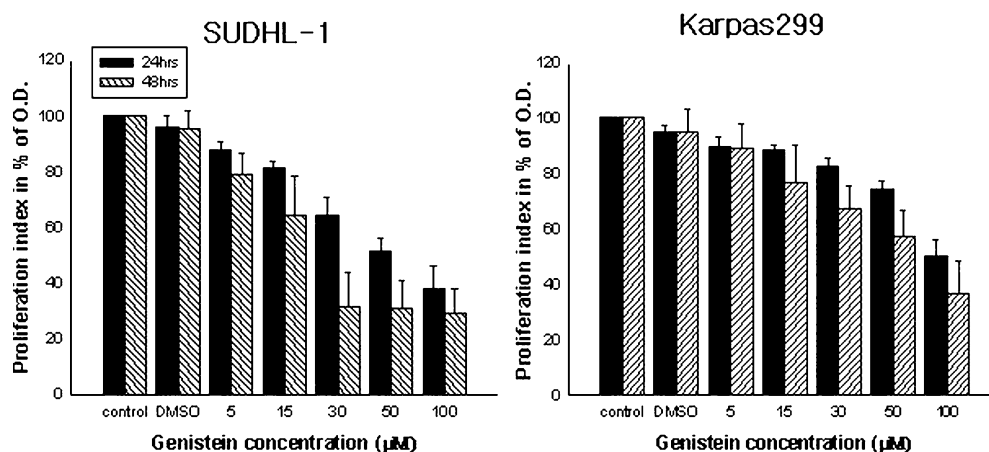 SUDHL-1
Proliferation index in % of O.D.
120
100
80
60
40
20
0
24hrs
48hrs
control DMSO 5 15 30 50 100
Genistein concentration (µM)
Karpas299
Proliferation index in % of O.D.
120
100
80
60
40
20
0
control DMSO 5 15 30 50 100
Genistein concentration (µM)